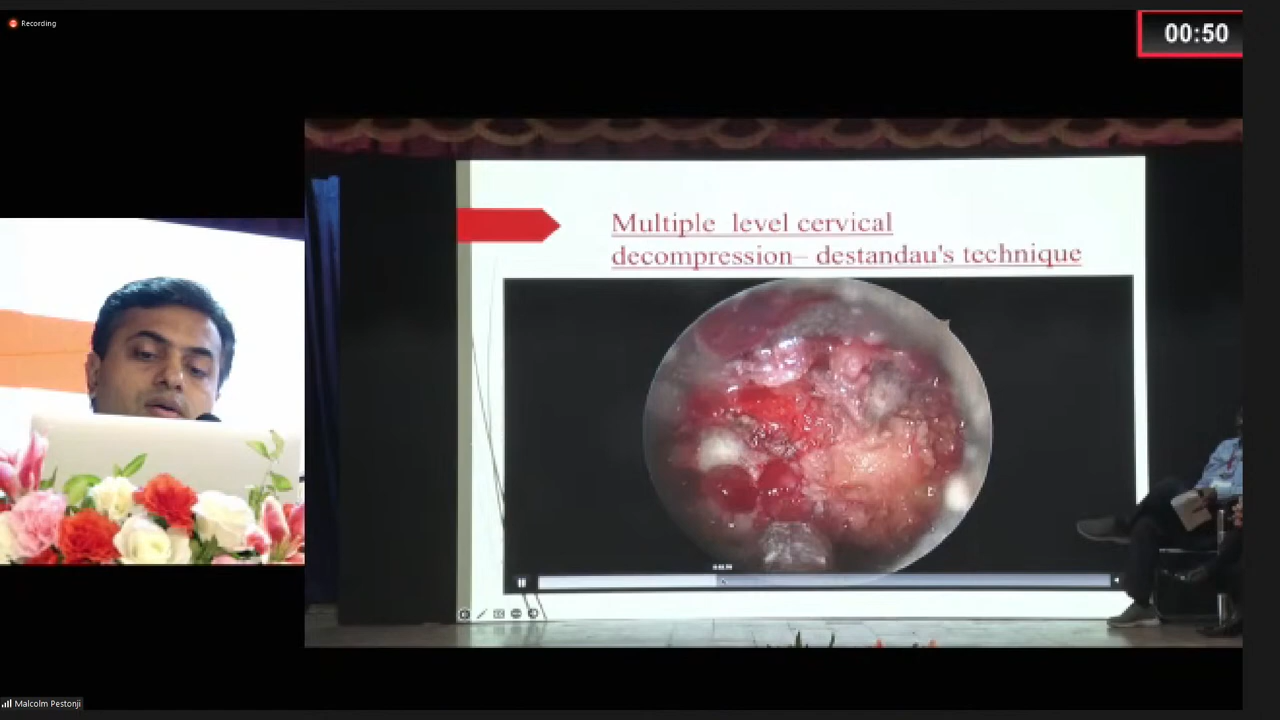 Recording
00:50
Multiple level cervical
decompression– destandau's technique
Malcolm Pestonji